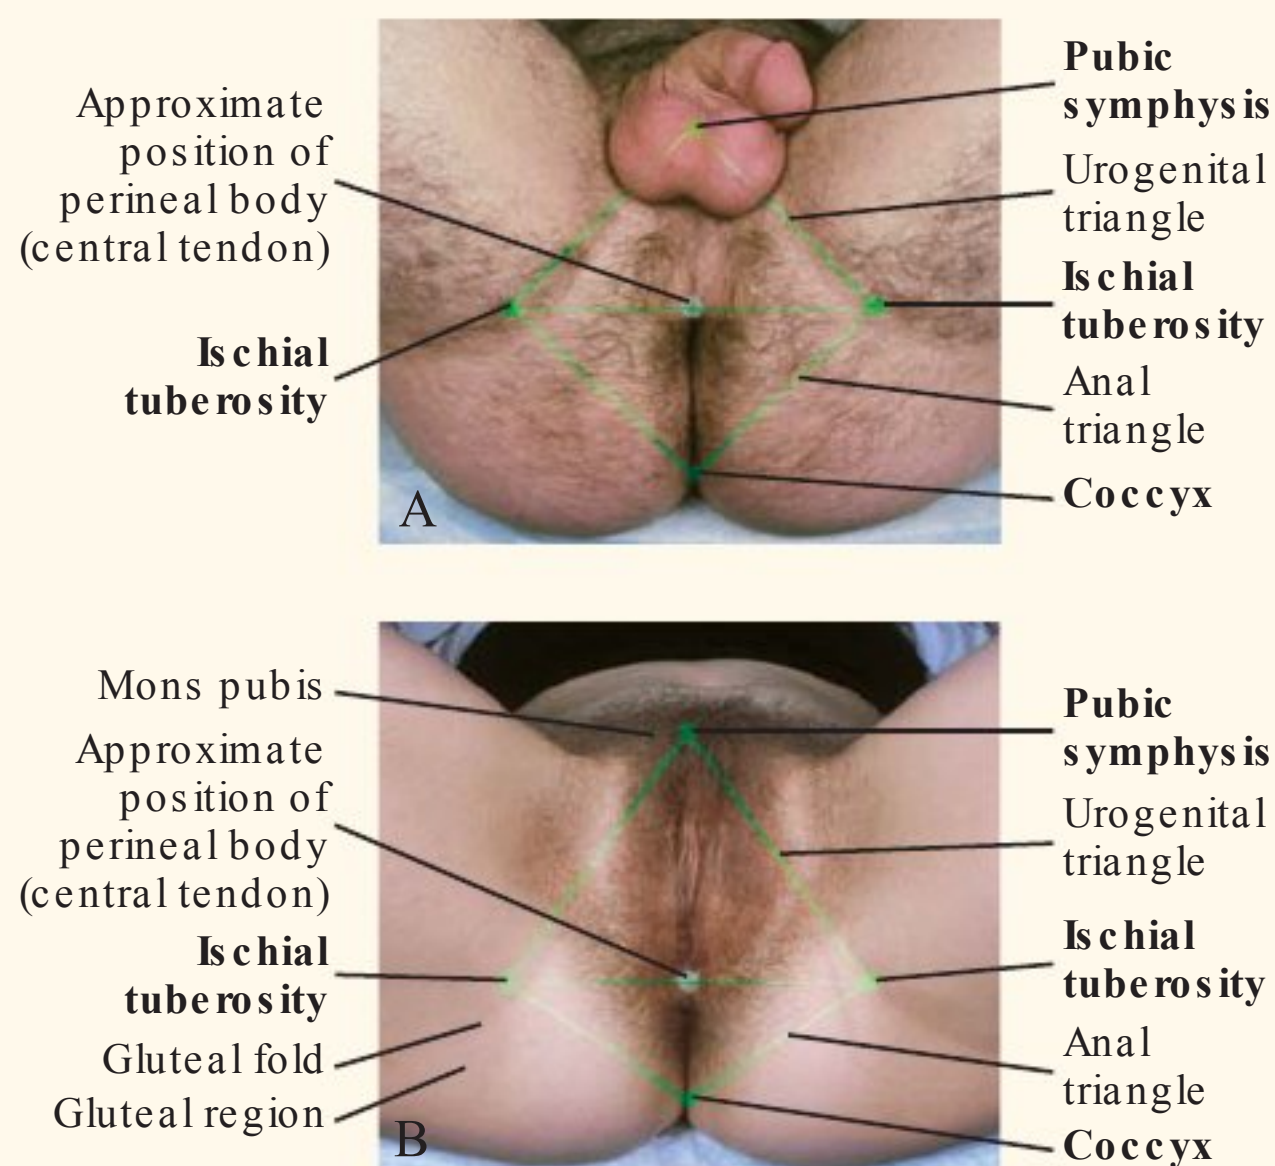 Approximate
position of
perineal body
(central tendon)
Ischial
tuberosity
Pubic
symphysis
Urogenital
triangle
Ischial
tuberosity
Anal
triangle
Coccyx
A
Mons pubis
Approximate
position of
perineal body
(central tendon)
Ischial
tuberosity
Gluteal fold
Gluteal region
Pubic
symphysis
Urogenital
triangle
Ischial
tuberosity
Anal
triangle
Coccyx
B